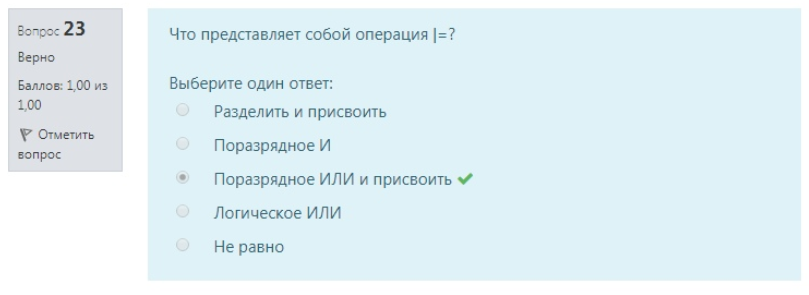 Вопрос 23
Верно
Баллов: 1,00 из
1,00
Отметить
вопрос
Что представляет собой операция |=?
Выберите один ответ:
Разделить и присвоить
Поразрядное И
Поразрядное ИЛИ и присвоить
Логическое ИЛИ
Не равно